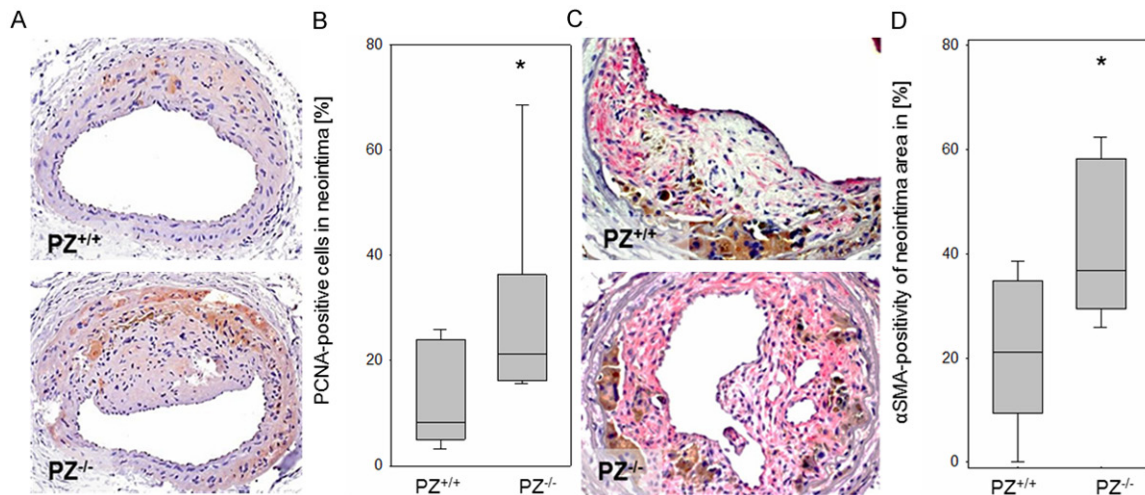 A
PZ+/+
PZ-/-
B
PCNA-positive cells in neointima [%]
80
60
40
20
0
*
PZ+/+ PZ-/-
C
PZ+/+
PZ-/-
D
αSMA-positivity of neointima area in [%]
80
60
40
20
0
*
PZ+/+ PZ-/-